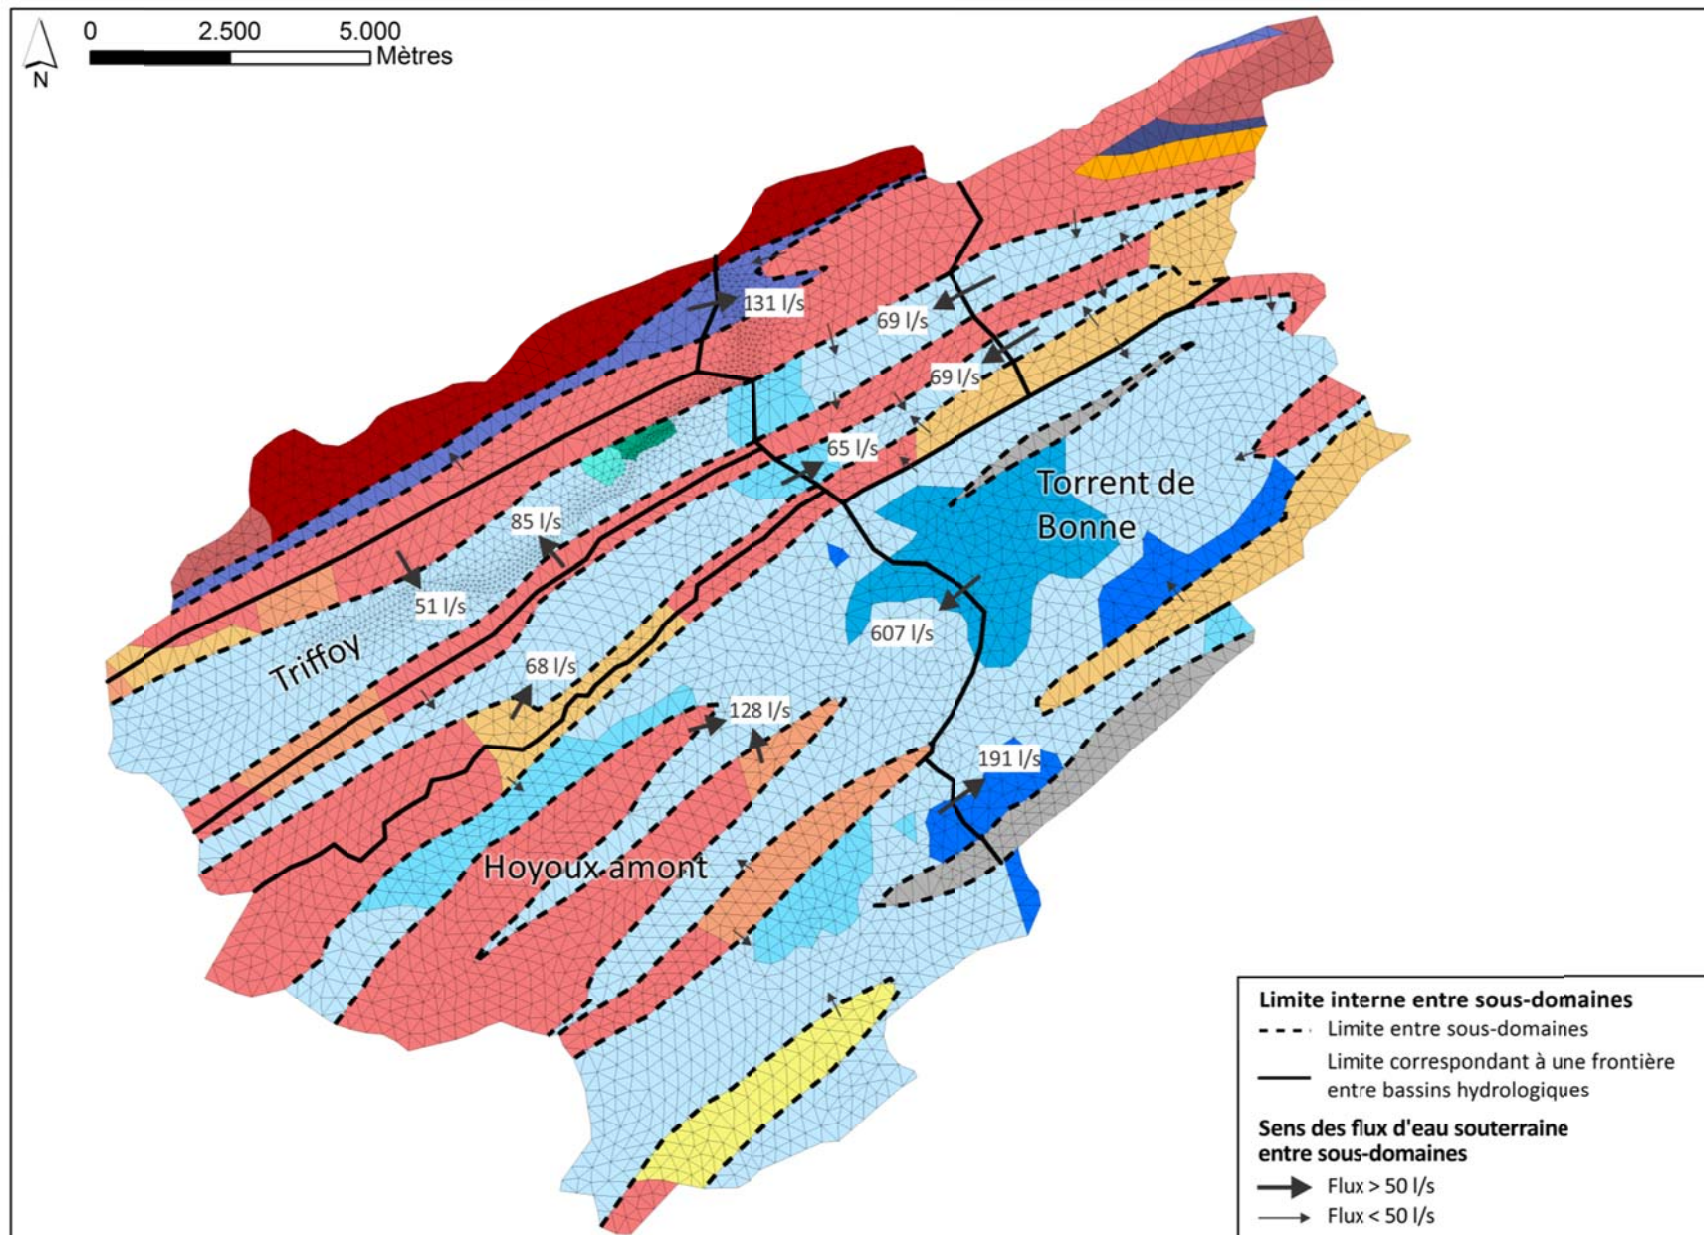 0 2.500 5.000
Mètres
N
131 l/s
69 l/s
69 l/s
65 l/s
Torrent de
Bonne
85 l/s
51 l/s
607 l/s
Triffoy
68 l/s
128 l/s
191 l/s
Hoyoux amont
Limite interne entre sous-domaines
Limite entre sous-domaines
Limite correspondant à une frontière
entre bassins hydrologiques
Sens des flux d'eau souterraine
entre sous-domaines
Flux > 50 l/s
Flux < 50 l/s